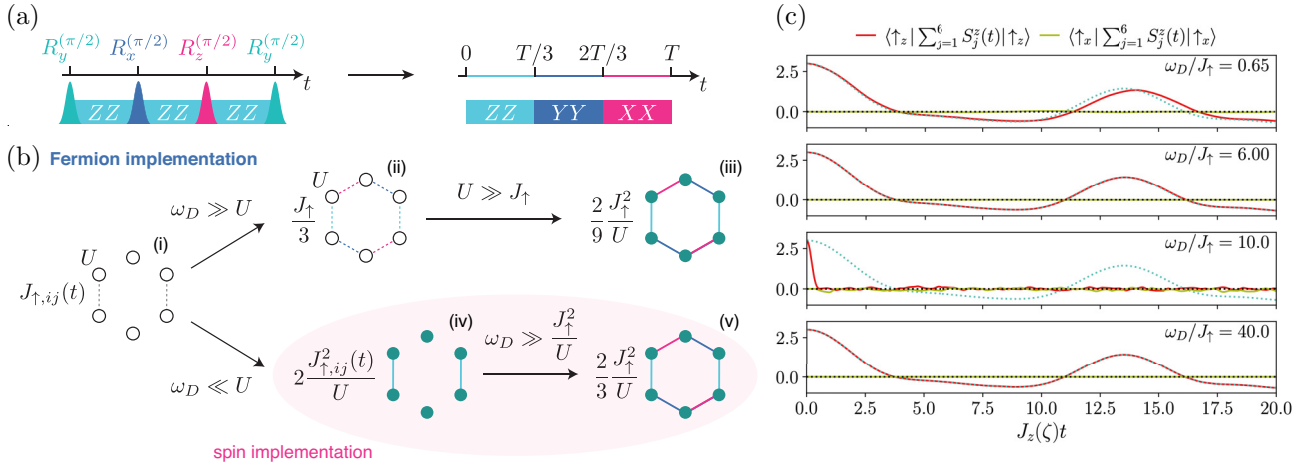 (a)
R_y^{(π/2)} R_x^{(π/2)} R_z^{(π/2)} R_y^{(π/2)}
t
ZZ ZZ ZZ
0 T/3 2T/3 T
t
ZZ YY XX
(b) Fermion implementation
(i)
U
J_{↑,ij}(t)
ω_D ≫ U
ω_D ≪ U
(ii)
U
J_↑/3
U ≫ J_↑
(iii)
2/9 J_↑^2/U
(iv)
2 J_{↑,ij}^2(t)/U
ω_D ≫ J_↑^2/U
(v)
2/3 J_↑^2/U
spin implementation
(c)
⟨↑_z| ∑_{j=1}^6 S_j^z(t)|↑_z⟩ ⟨↑_x| ∑_{j=1}^6 S_j^z(t)|↑_x⟩
2.5
0.0
ω_D/J_↑ = 0.65
2.5
0.0
ω_D/J_↑ = 6.00
2.5
0.0
ω_D/J_↑ = 10.0
2.5
0.0
ω_D/J_↑ = 40.0
0.0 2.5 5.0 7.5 10.0 12.5 15.0 17.5 20.0
J_z(ζ)t